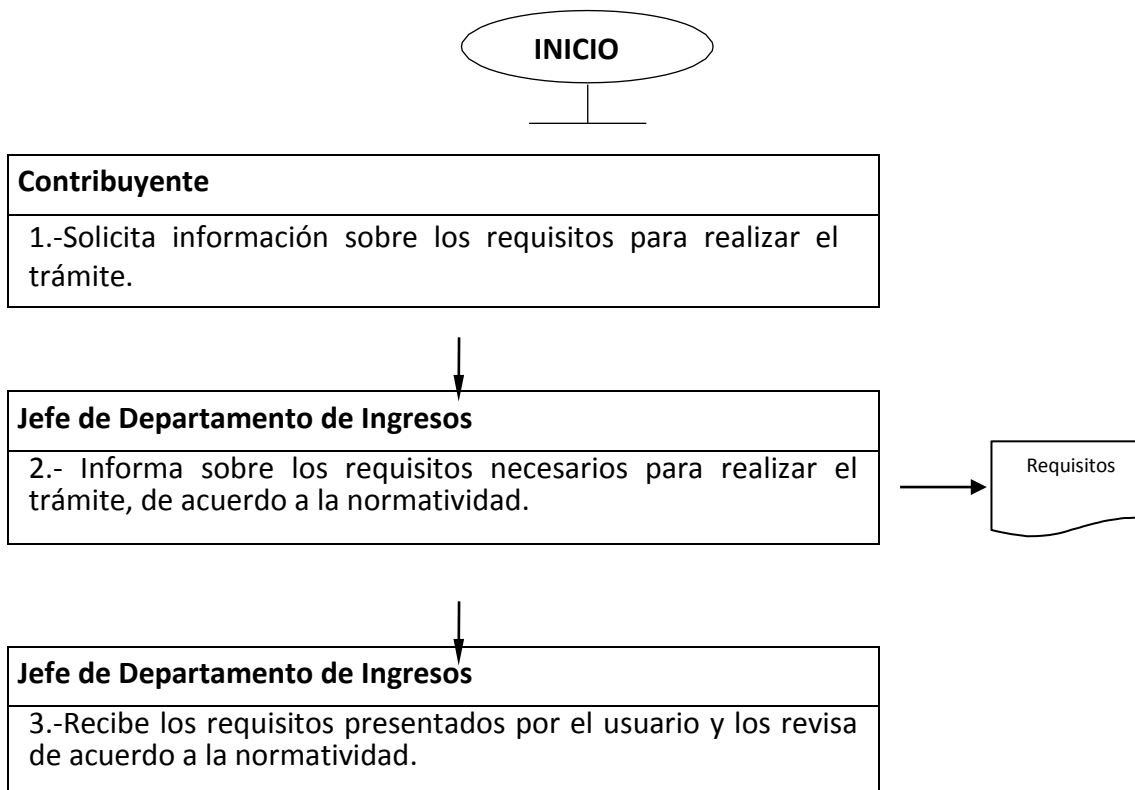 INICIO
Contribuyente
1.-Solicita información sobre los requisitos para realizar el
trámite.
Jefe de Departamento de Ingresos
2.- Informa sobre los requisitos necesarios para realizar el
trámite, de acuerdo a la normatividad.
Requisitos
Jefe de Departamento de Ingresos
3.-Recibe los requisitos presentados por el usuario y los revisa
de acuerdo a la normatividad.